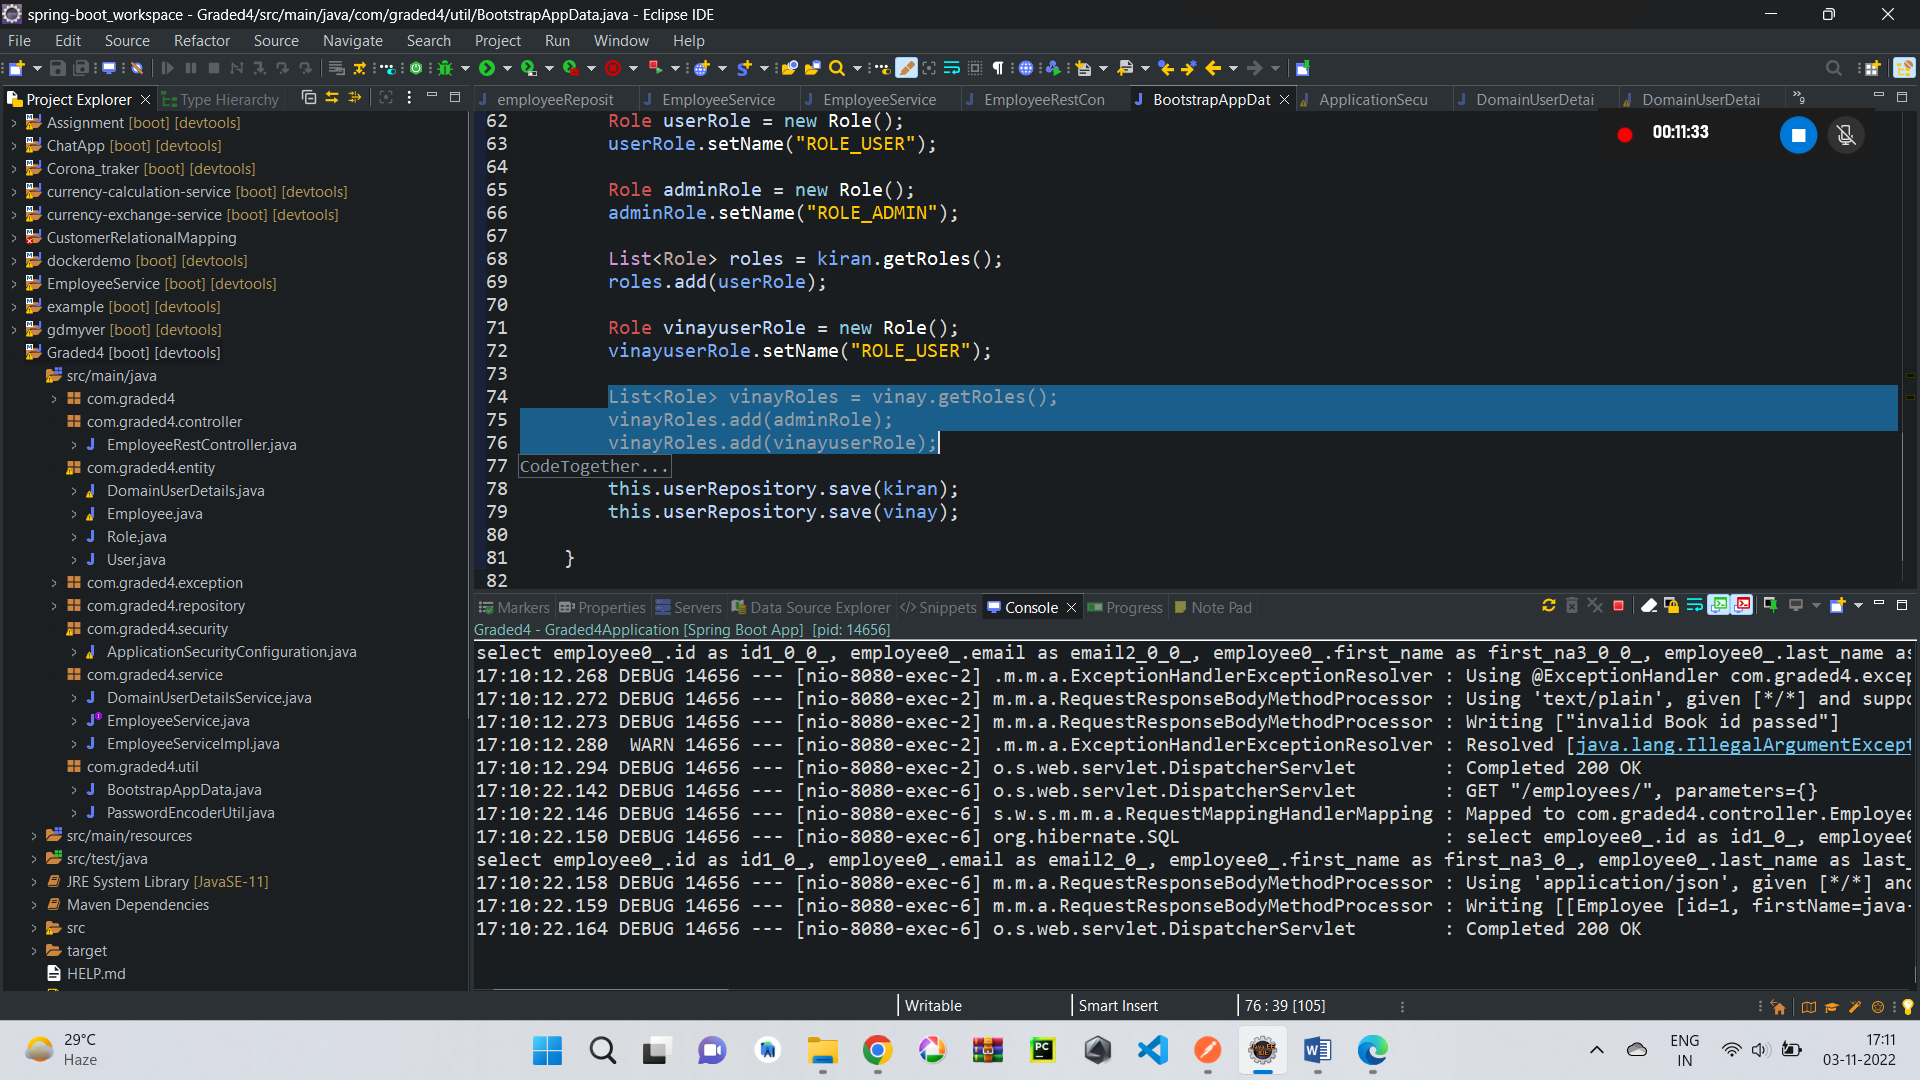 spring-boot_workspace - Graded4/src/main/java/com/graded4/util/BootstrapAppData.java - Eclipse IDE
File Edit Source Refactor Source Navigate Search Project Run Window Help
Project Explorer Type Hierarchy
employeeReposit EmployeeService EmployeeService EmployeeRestCon BootstrapAppDat ApplicationSecu DomainUserDetai DomainUserDetai 9
00:11:33
Assignment [boot] [devtools]
ChatApp [boot] [devtools]
Corona_traker [boot] [devtools]
currency-calculation-service [boot] [devtools]
currency-exchange-service [boot] [devtools]
CustomerRelationalMapping
dockerdemo [boot] [devtools]
EmployeeService [boot] [devtools]
example [boot] [devtools]
gdmyver [boot] [devtools]
Graded4 [boot] [devtools]
src/main/java
com.graded4
com.graded4.controller
EmployeeRestController.java
com.graded4.entity
DomainUserDetails.java
Employee.java
Role.java
User.java
com.graded4.exception
com.graded4.repository
com.graded4.security
ApplicationSecurityConfiguration.java
com.graded4.service
DomainUserDetailsService.java
EmployeeService.java
EmployeeServiceImpl.java
com.graded4.util
BootstrapAppData.java
PasswordEncoderUtil.java
src/main/resources
src/test/java
JRE System Library [JavaSE-11]
Maven Dependencies
src
target
HELP.md
62 Role userRole = new Role();
63 userRole.setName("ROLE_USER");
64
65 Role adminRole = new Role();
66 adminRole.setName("ROLE_ADMIN");
67
68 List<Role> roles = kiran.getRoles();
69 roles.add(userRole);
70
71 Role vinayuserRole = new Role();
72 vinayuserRole.setName("ROLE_USER");
73
74 List<Role> vinayRoles = vinay.getRoles();
75 vinayRoles.add(adminRole);
76 vinayRoles.add(vinayuserRole);
77 CodeTogether...
78 this.userRepository.save(kiran);
79 this.userRepository.save(vinay);
80
81 }
82
Markers Properties Servers Data Source Explorer Snippets Console Progress Note Pad
Graded4 - Graded4Application [Spring Boot App] [pid: 14656]
select employee0_.id as id1_0_0_, employee0_.email as email2_0_0_, employee0_.first_name as first_na3_0_0_, employee0_.last_name as
17:10:12.268 DEBUG 14656 --- [nio-8080-exec-2] .m.m.a.ExceptionHandlerExceptionResolver : Using @ExceptionHandler com.graded4.excep
17:10:12.272 DEBUG 14656 --- [nio-8080-exec-2] m.m.a.RequestResponseBodyMethodProcessor : Using 'text/plain', given [*/*] and suppo
17:10:12.273 DEBUG 14656 --- [nio-8080-exec-2] m.m.a.RequestResponseBodyMethodProcessor : Writing ["invalid Book id passed"]
17:10:12.280 WARN 14656 --- [nio-8080-exec-2] .m.m.a.ExceptionHandlerExceptionResolver : Resolved [java.lang.IllegalArgumentExcept
17:10:12.294 DEBUG 14656 --- [nio-8080-exec-2] o.s.web.servlet.DispatcherServlet : Completed 200 OK
17:10:22.142 DEBUG 14656 --- [nio-8080-exec-6] o.s.web.servlet.DispatcherServlet : GET "/employees/", parameters={}
17:10:22.146 DEBUG 14656 --- [nio-8080-exec-6] s.w.s.m.m.a.RequestMappingHandlerMapping : Mapped to com.graded4.controller.Employee
17:10:22.150 DEBUG 14656 --- [nio-8080-exec-6] org.hibernate.SQL : select employee0_.id as id1_0_, employee0
select employee0_.id as id1_0_, employee0_.email as email2_0_, employee0_.first_name as first_na3_0_, employee0_.last_name as last_
17:10:22.158 DEBUG 14656 --- [nio-8080-exec-6] m.m.a.RequestResponseBodyMethodProcessor : Using 'application/json', given [*/*] and
17:10:22.159 DEBUG 14656 --- [nio-8080-exec-6] m.m.a.RequestResponseBodyMethodProcessor : Writing [[Employee [id=1, firstName=java-
17:10:22.164 DEBUG 14656 --- [nio-8080-exec-6] o.s.web.servlet.DispatcherServlet : Completed 200 OK
Writable Smart Insert 76 : 39 [105]
29°C
Haze
ENG
IN
17:11
03-11-2022